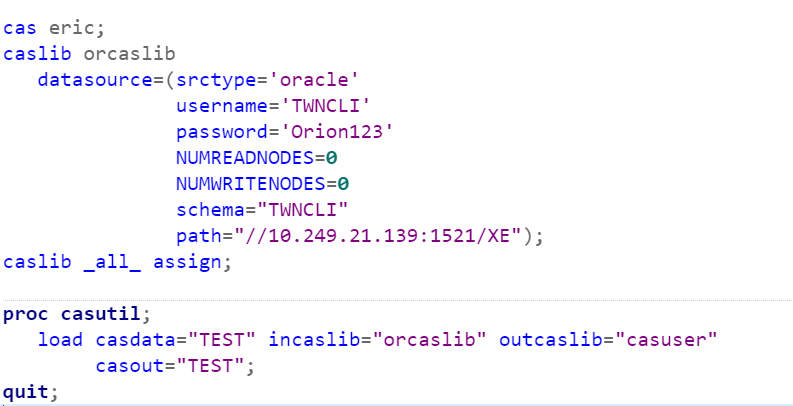 cas eric;
caslib orcaslib
datasource=(srctype='oracle'
username='TWNCLI'
password='Orion123'
NUMREADNODES=0
NUMWRITENODES=0
schema="TWNCLI"
path="//10.249.21.139:1521/XE");
caslib _all_ assign;
proc casutil;
load casdata="TEST" incaslib="orcaslib" outcaslib="casuser"
casout="TEST";
quit;